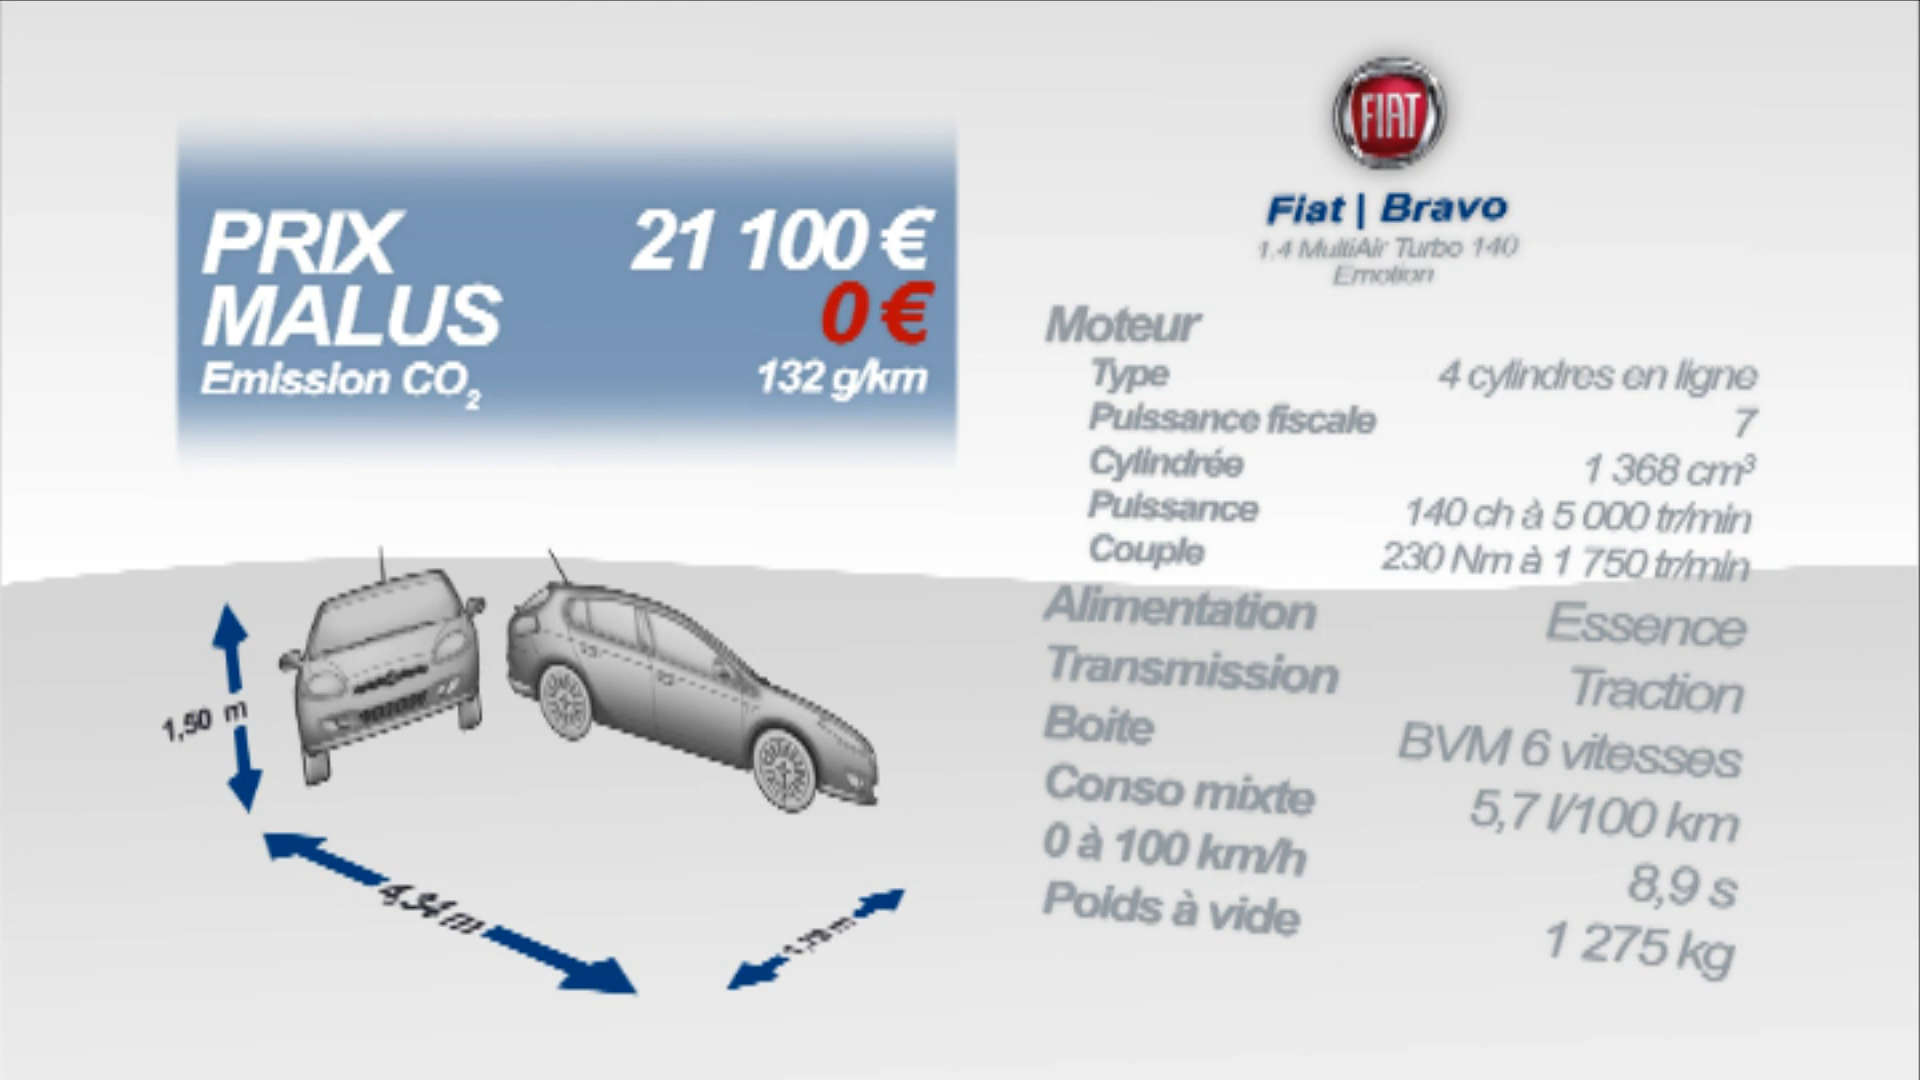 PRIX 21 100 €
MALUS 0 €
Emission CO2 132 g/km
FIAT
Fiat | Bravo
1.4 MultiAir Turbo 140
Emotion
Moteur
Type 4 cylindres en ligne
Puissance fiscale 7
Cylindrée 1 368 cm³
Puissance 140 ch à 5 000 tr/min
Couple 230 Nm à 1 750 tr/min
Alimentation Essence
Transmission Traction
Boite BVM 6 vitesses
Conso mixte 5,7 l/100 km
0 à 100 km/h 8,9 s
Poids à vide 1 275 kg
1,50 m
4,34 m